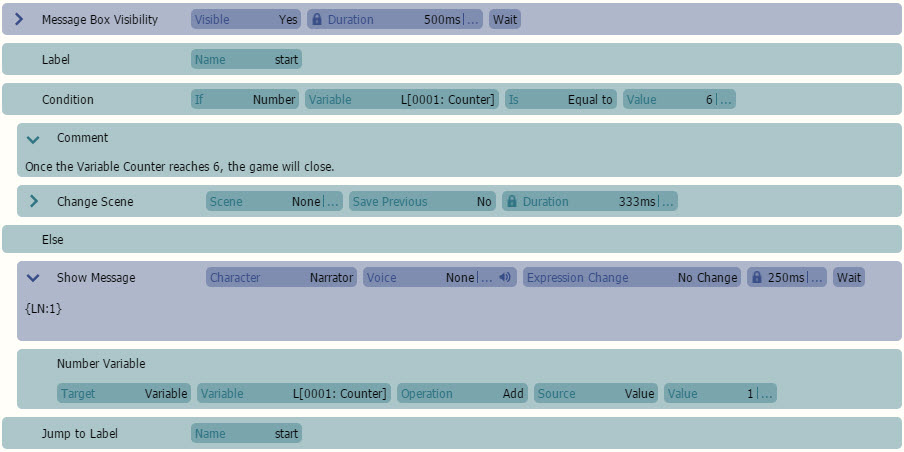 Message Box Visibility Visible Yes Duration 500ms|... Wait
Label Name start
Condition If Number Variable L[0001: Counter] Is Equal to Value 6|...
Comment
Once the Variable Counter reaches 6, the game will close.
Change Scene Scene None|... Save Previous No Duration 333ms|...
Else
Show Message Character Narrator Voice None|... Expression Change No Change 250ms|... Wait
{LN:1}
Number Variable
Target Variable Variable L[0001: Counter] Operation Add Source Value Value 1|...
Jump to Label Name start